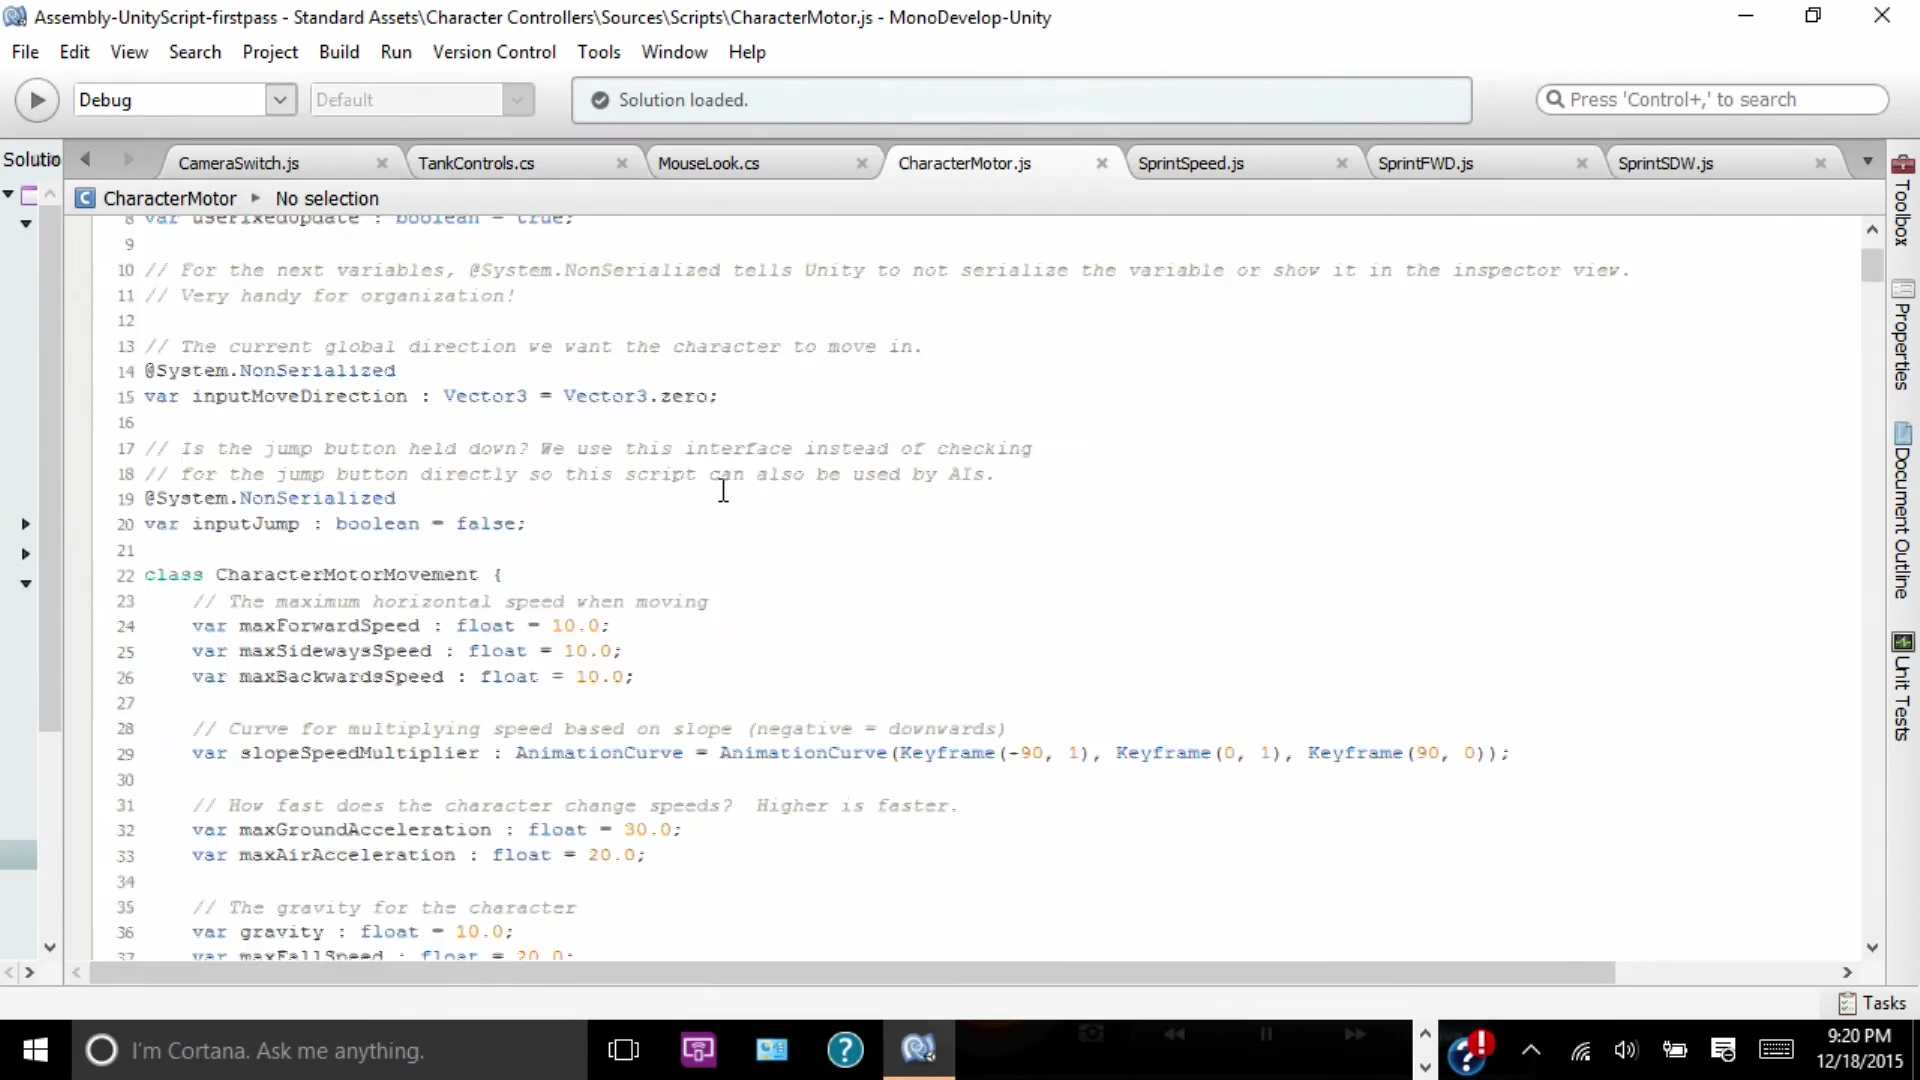 Assembly-UnityScript-firstpass - Standard Assets\Character Controllers\Sources\Scripts\CharacterMotor.js - MonoDevelop-Unity
File Edit View Search Project Build Run Version Control Tools Window Help
Debug Default Solution loaded. Press 'Control+,' to search
Solutio CameraSwitch.js TankControls.cs MouseLook.cs CharacterMotor.js SprintSpeed.js SprintFWD.js SprintSDW.js
CharacterMotor No selection
8 var useFixedUpdate : boolean = true;
9
10 // For the next variables, @System.NonSerialized tells Unity to not serialize the variable or show it in the inspector view.
11 // Very handy for organization!
12
13 // The current global direction we want the character to move in.
14 @System.NonSerialized
15 var inputMoveDirection : Vector3 = Vector3.zero;
16
17 // Is the jump button held down? We use this interface instead of checking
18 // for the jump button directly so this script can also be used by AIs.
19 @System.NonSerialized
20 var inputJump : boolean = false;
21
22 class CharacterMotorMovement {
23 // The maximum horizontal speed when moving
24 var maxForwardSpeed : float = 10.0;
25 var maxSidewaysSpeed : float = 10.0;
26 var maxBackwardsSpeed : float = 10.0;
27
28 // Curve for multiplying speed based on slope (negative = downwards)
29 var slopeSpeedMultiplier : AnimationCurve = AnimationCurve(Keyframe(-90, 1), Keyframe(0, 1), Keyframe(90, 0));
30
31 // How fast does the character change speeds?  Higher is faster.
32 var maxGroundAcceleration : float = 30.0;
33 var maxAirAcceleration : float = 20.0;
34
35 // The gravity for the character
36 var gravity : float = 10.0;
37 var maxFallSpeed : float = 20.0;
Toolbox
Properties
Document Outline
Unit Tests
Tasks
I'm Cortana. Ask me anything.
9:20 PM
12/18/2015